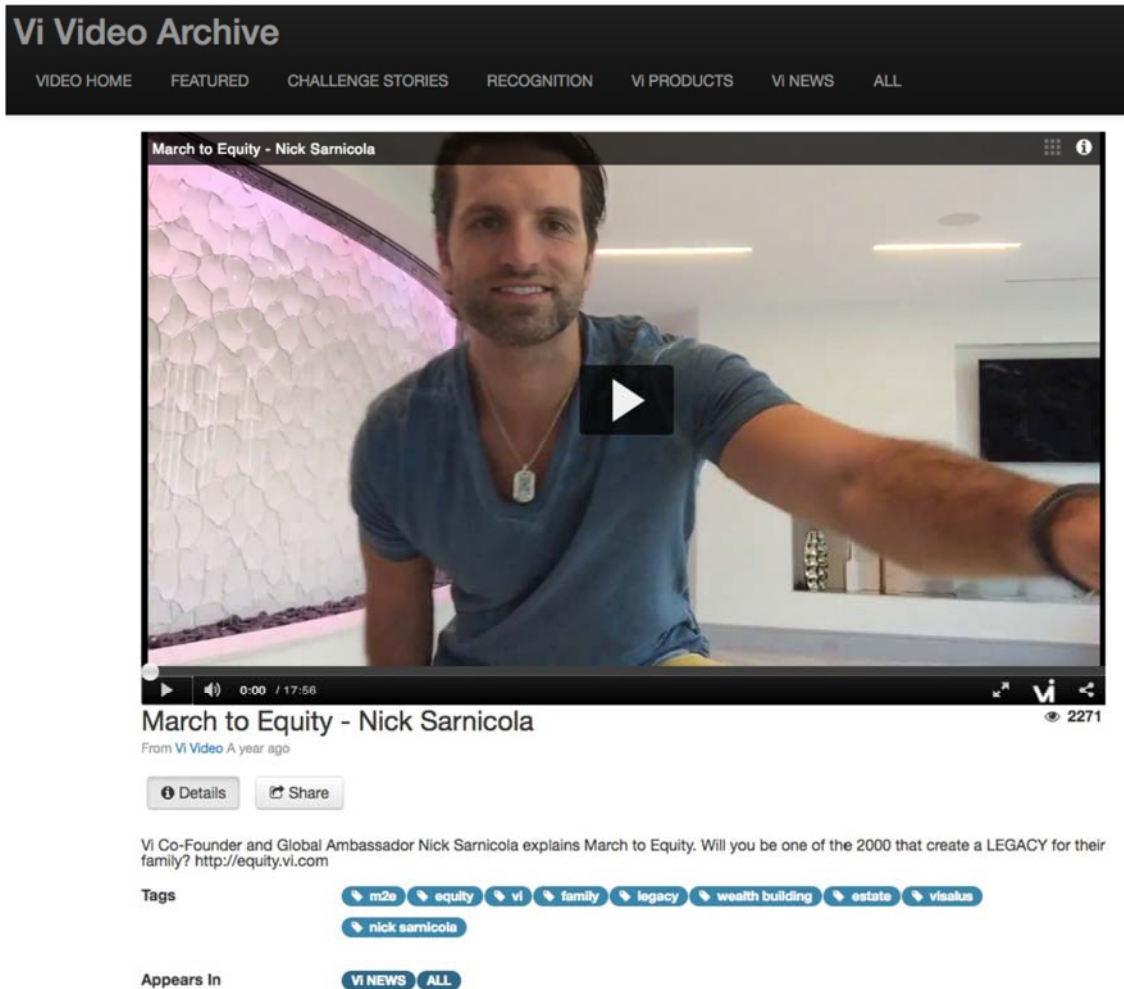 Vi Video Archive
VIDEO HOME FEATURED CHALLENGE STORIES RECOGNITION Vi PRODUCTS Vi NEWS ALL
March to Equity - Nick Sarnicola
0:00 / 17:56 vi
March to Equity - Nick Sarnicola 2271
From Vi Video A year ago
Details Share
Vi Co-Founder and Global Ambassador Nick Sarnicola explains March to Equity. Will you be one of the 2000 that create a LEGACY for their
family? http://equity.vi.com
Tags m2e equity vi family legacy wealth building estate visalus
nick sarnicola
Appears In Vi NEWS ALL